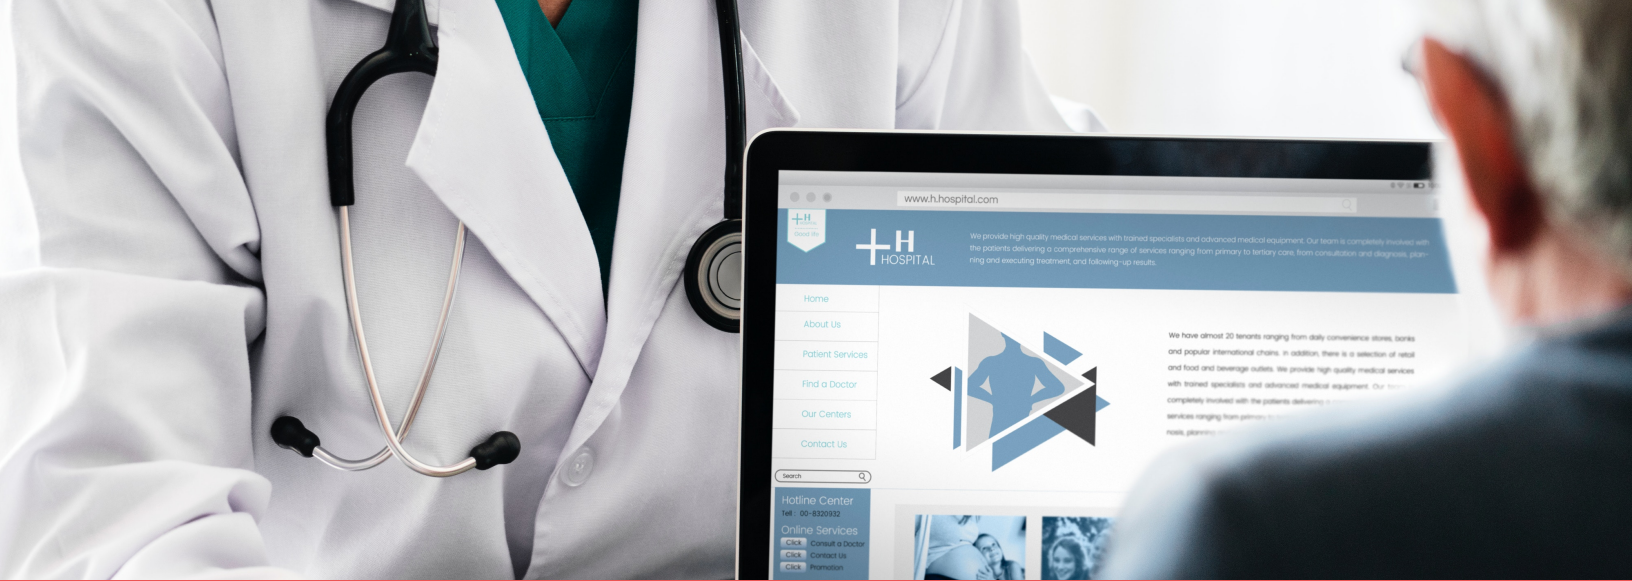 www.h.hospital.com
H
HOSPITAL
Good life
H
HOSPITAL
We provide high quality medical services with trained specialists and advanced medical equipment. Our team is completely involved with
the patients delivering a comprehensive range of services ranging from primary to tertiary care, from consultation and diagnosis, plan-
ning and executing treatment, and following-up results.
Home
About Us
Patient Services
Find a Doctor
Our Centers
Contact Us
Search
Hotline Center
Tell : 00-8320932
Online Services
Click Consult a Doctor
Click Contact Us
Click Promotion
We have almost 20 tenants ranging from daily convenience stores, banks
and popular international chains. In addition, there is a selection of retail
and food and beverage outlets. We provide high quality medical services
with trained specialists and advanced medical equipment. Our
completely involved with the patients delivering a
services ranging from primary
nosis, planning